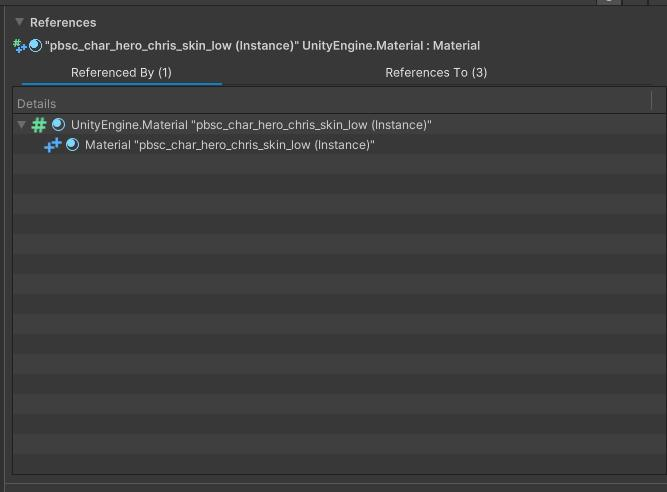 References
"pbsc_char_hero_chris_skin_low (Instance)" UnityEngine.Material : Material
Referenced By (1) References To (3)
Details
UnityEngine.Material "pbsc_char_hero_chris_skin_low (Instance)"
Material "pbsc_char_hero_chris_skin_low (Instance)"